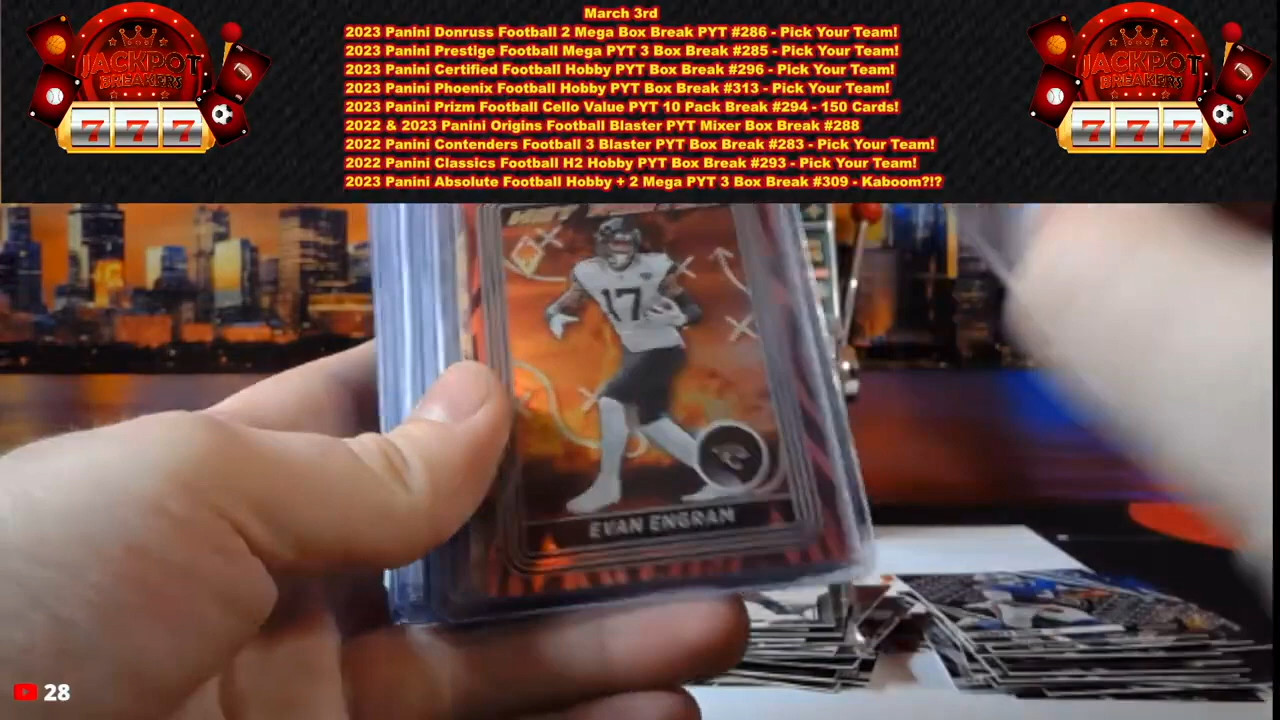 March 3rd
2023 Panini Donruss Football 2 Mega Box Break PYT #286 - Pick Your Team!
2023 Panini Prestige Football Mega PYT 3 Box Break #285 - Pick Your Team!
2023 Panini Certified Football Hobby PYT Box Break #296 - Pick Your Team!
2023 Panini Phoenix Football Hobby PYT Box Break #313 - Pick Your Team!
2023 Panini Prizm Football Cello Value PYT 10 Pack Break #294 - 150 Cards!
2022 & 2023 Panini Origins Football Blaster PYT Mixer Box Break #288
2022 Panini Contenders Football 3 Blaster PYT Box Break #283 - Pick Your Team!
2022 Panini Classics Football H2 Hobby PYT Box Break #293 - Pick Your Team!
2023 Panini Absolute Football Hobby + 2 Mega PYT 3 Box Break #309 - Kaboom?!?
JACKPOT
BREAKERS
7 7 7
JACKPOT
BREAKERS
7 7 7
17
EVAN ENGRAM
28